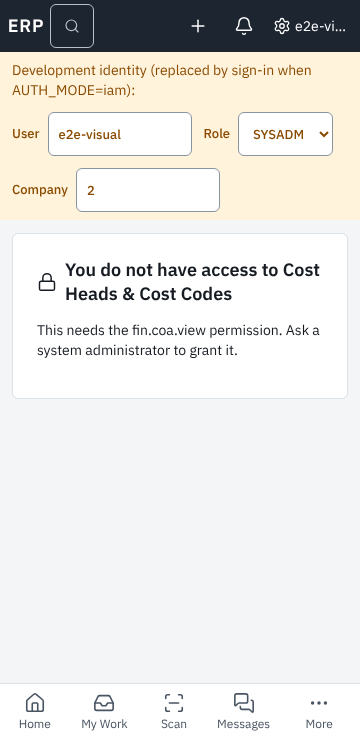 ERP
e2e-vi...
Development identity (replaced by sign-in when
AUTH_MODE=iam):
User
e2e-visual
Role
SYSADM
Company
2
You do not have access to Cost
Heads & Cost Codes
This needs the fin.coa.view permission. Ask a
system administrator to grant it.
Home
My Work
Scan
Messages
More